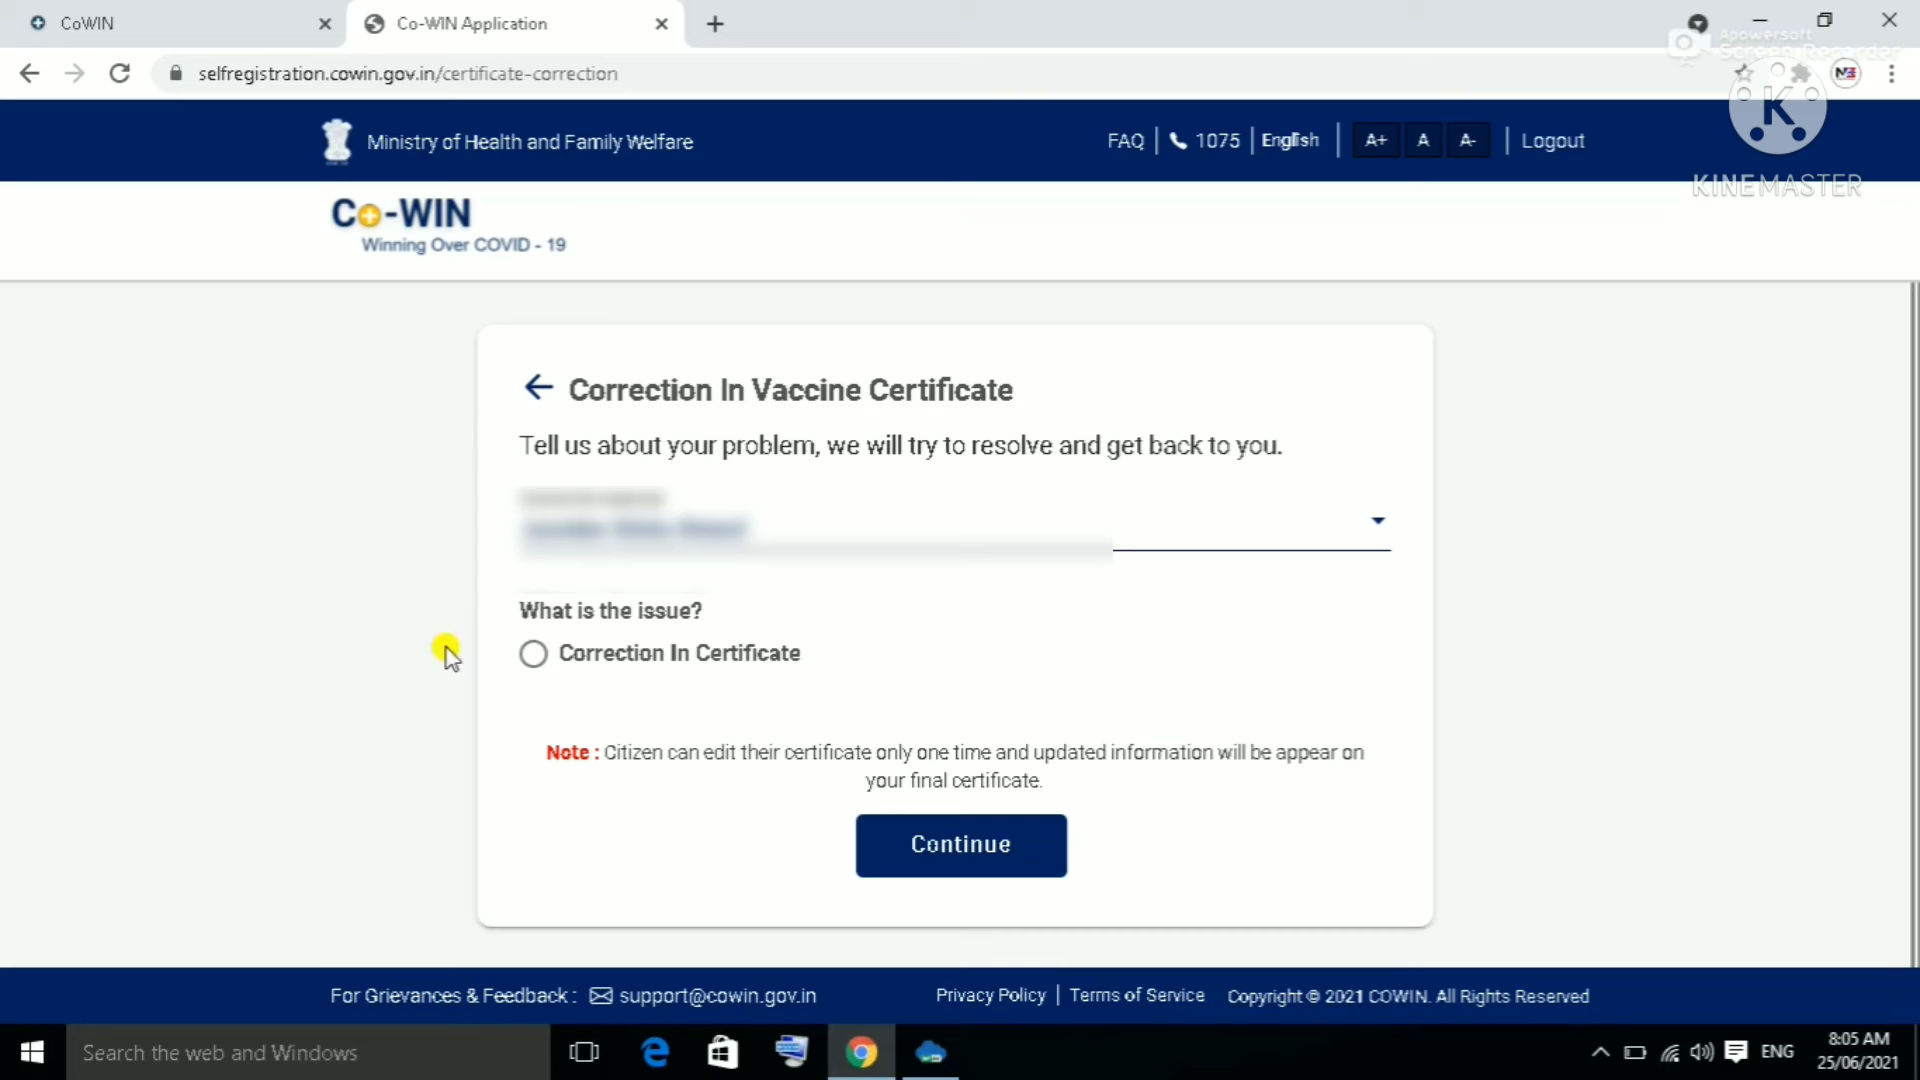 CoWIN
Co-WIN Application
Apowersoft
Screen Recorder
selfregistration.cowin.gov.in/certificate-correction
K
KINEMASTER
Ministry of Health and Family Welfare
FAQ | 1075 | English | A+ A A- | Logout
Co-WIN
Winning Over COVID - 19
Correction In Vaccine Certificate
Tell us about your problem, we will try to resolve and get back to you.
What is the issue?
Correction In Certificate
Note : Citizen can edit their certificate only one time and updated information will be appear on
your final certificate.
Continue
For Grievances & Feedback : support@cowin.gov.in
Privacy Policy | Terms of Service
Copyright © 2021 COWIN. All Rights Reserved
Search the web and Windows
ENG
8:05 AM
25/06/2021